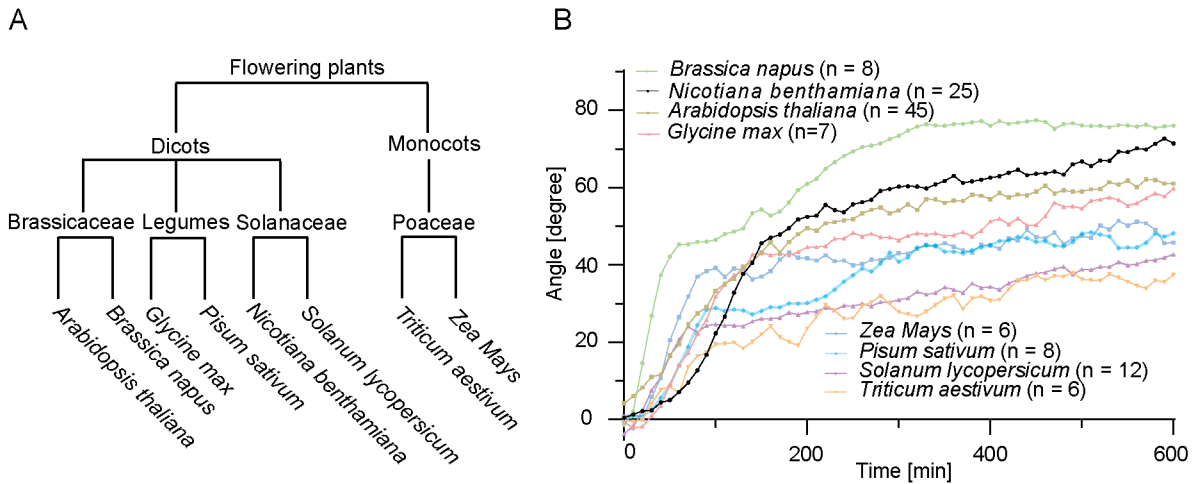 A
Flowering plants
Dicots
Monocots
Brassicaceae
Legumes
Solanaceae
Poaceae
Arabidopsis thaliana
Brassica napus
Glycine max
Pisum sativum
Nicotiana benthamiana
Solanum lycopersicum
Triticum aestivum
Zea Mays
B
Brassica napus (n = 8)
Nicotiana benthamiana (n = 25)
Arabidopsis thaliana (n = 45)
Glycine max (n=7)
Angle [degree]
80
60
40
20
0
Zea Mays (n = 6)
Pisum sativum (n = 8)
Solanum lycopersicum (n = 12)
Triticum aestivum (n = 6)
0
200
400
600
Time [min]